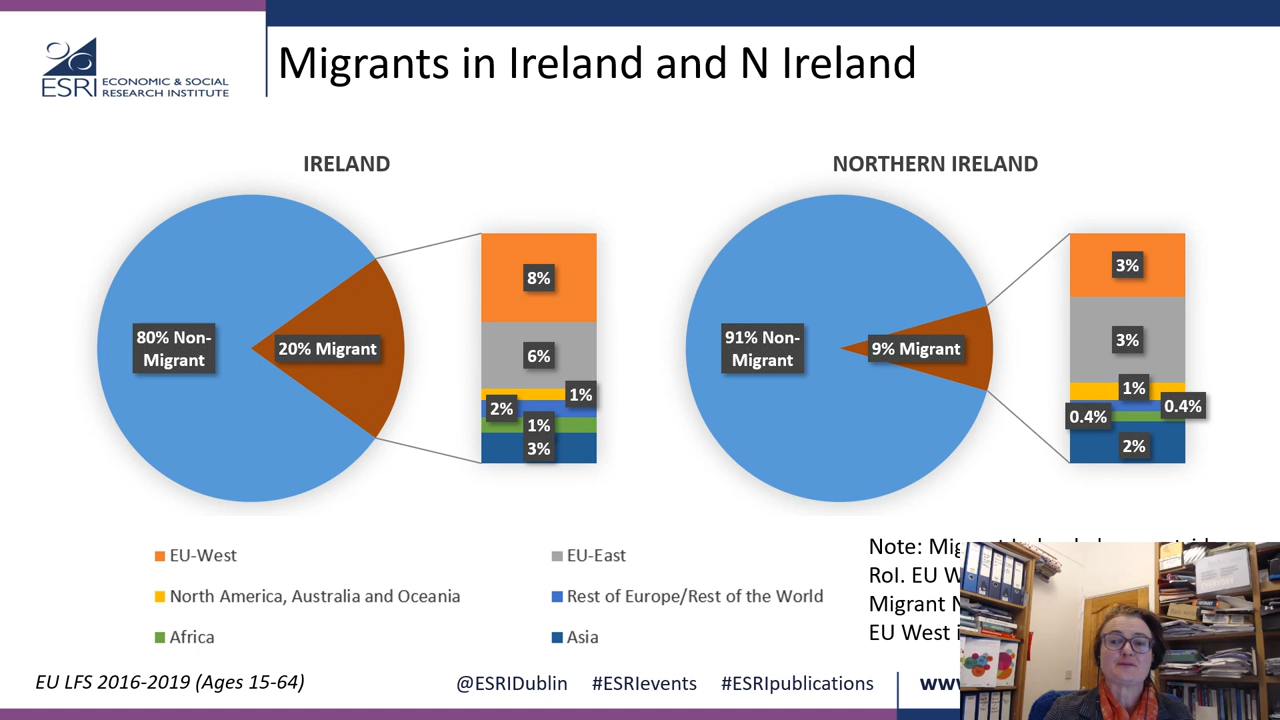 ESRI
ECONOMIC & SOCIAL
RESEARCH INSTITUTE
Migrants in Ireland and N Ireland
IRELAND
80% Non-
Migrant
20% Migrant
8%
6%
1%
2%
1%
3%
NORTHERN IRELAND
91% Non-
Migrant
9% Migrant
3%
3%
1%
0.4%
0.4%
2%
EU-West
EU-East
North America, Australia and Oceania
Rest of Europe/Rest of the World
Africa
Asia
Note:
RoI. EU
Migrant
EU West
EU LFS 2016-2019 (Ages 15-64)
@ESRIDublin #ESRIevents #ESRIpublications